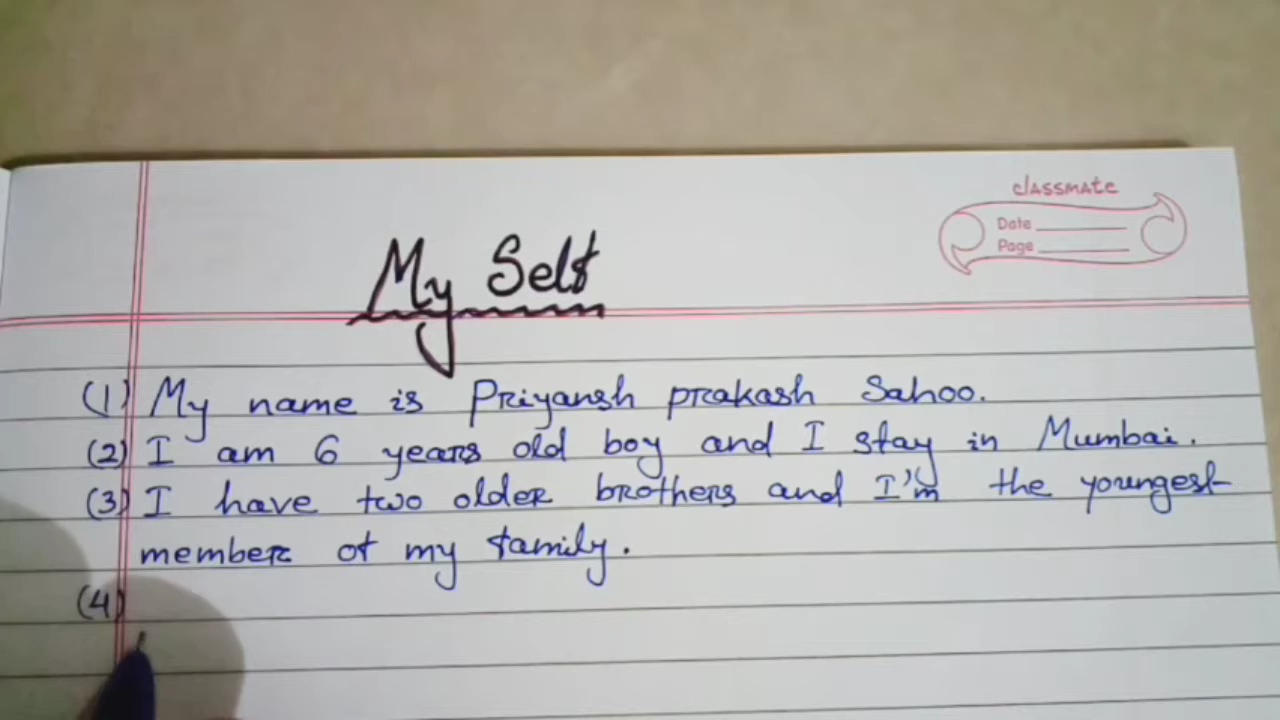 classmate
Date
Page
My Self
(1) My name is Priyansh prakash Sahoo.
(2) I am 6 years old boy and I stay in Mumbai.
(3) I have two older brothers and I'm the youngest
member of my family.
(4)